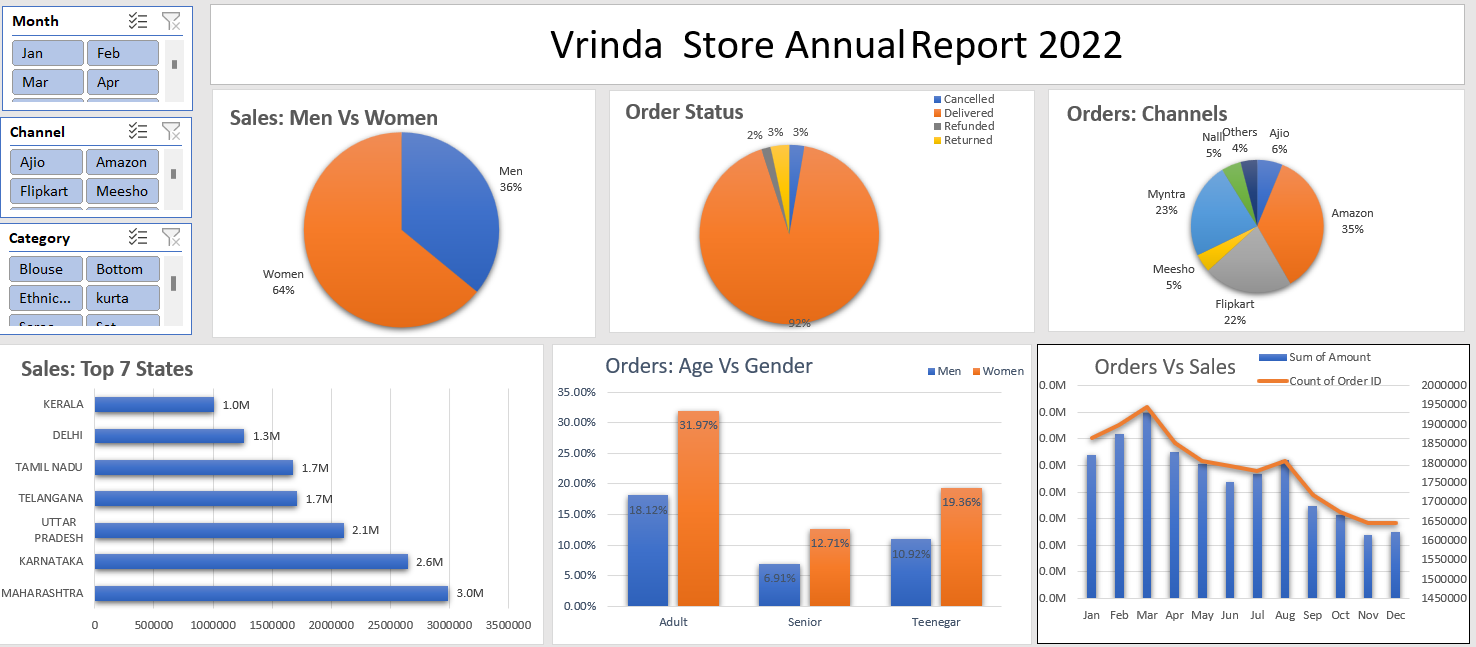 Vrinda Store Annual Report 2022
Month
Jan Feb
Mar Apr
Channel
Ajio Amazon
Flipkart Meesho
Category
Blouse Bottom
Ethnic... kurta
Saree Set
Sales: Men Vs Women
Men
36%
Women
64%
Order Status
Cancelled
Delivered
Refunded
Returned
2% 3% 3%
92%
Orders: Channels
Nalli
5%
Others
4%
Ajio
6%
Myntra
23%
Amazon
35%
Meesho
5%
Flipkart
22%
Sales: Top 7 States
KERALA 1.0M
DELHI 1.3M
TAMIL NADU 1.7M
TELANGANA 1.7M
UTTAR
PRADESH 2.1M
KARNATAKA 2.6M
MAHARASHTRA 3.0M
0 500000 1000000 1500000 2000000 2500000 3000000 3500000
Orders: Age Vs Gender
Men Women
35.00%
30.00%
25.00%
20.00%
15.00%
10.00%
5.00%
0.00%
18.12% 31.97%
6.91% 12.71%
10.92% 19.36%
Adult Senior Teenegar
Orders Vs Sales
Sum of Amount
Count of Order ID
0.0M
0.0M
0.0M
0.0M
0.0M
0.0M
0.0M
0.0M
0.0M
2000000
1950000
1900000
1850000
1800000
1750000
1700000
1650000
1600000
1550000
1500000
1450000
Jan Feb Mar Apr May Jun Jul Aug Sep Oct Nov Dec